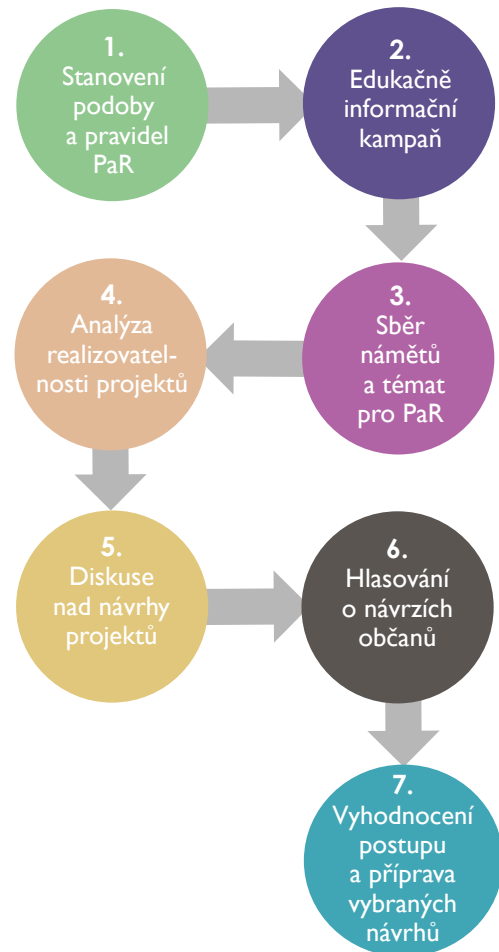 1.
Stanovení
podoby
a pravidel
PaR
2.
Edukačně
informační
kampaň
3.
Sběr
námětů
a témat
pro PaR
4.
Analýza
realizovatel-
nosti projektů
5.
Diskuse
nad návrhy
projektů
6.
Hlasování
o návrzích
občanů
7.
Vyhodnocení
postupu
a příprava
vybraných
návrhů